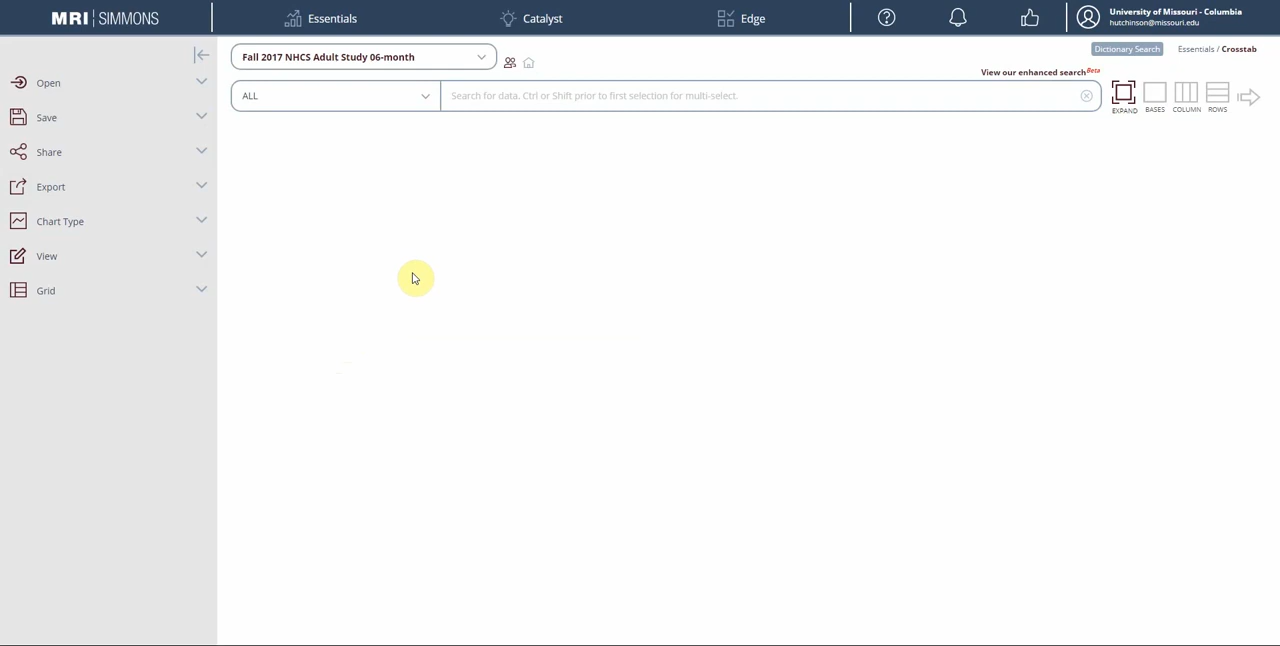 MRI | SIMMONS
Essentials
Catalyst
Edge
University of Missouri - Columbia
hutchinson@missouri.edu
Fall 2017 NHCS Adult Study 06-month
Dictionary Search
Essentials / Crosstab
View our enhanced search Beta
ALL
Search for data. Ctrl or Shift prior to first selection for multi-select.
EXPAND
BASES
COLUMN
ROWS
Open
Save
Share
Export
Chart Type
View
Grid